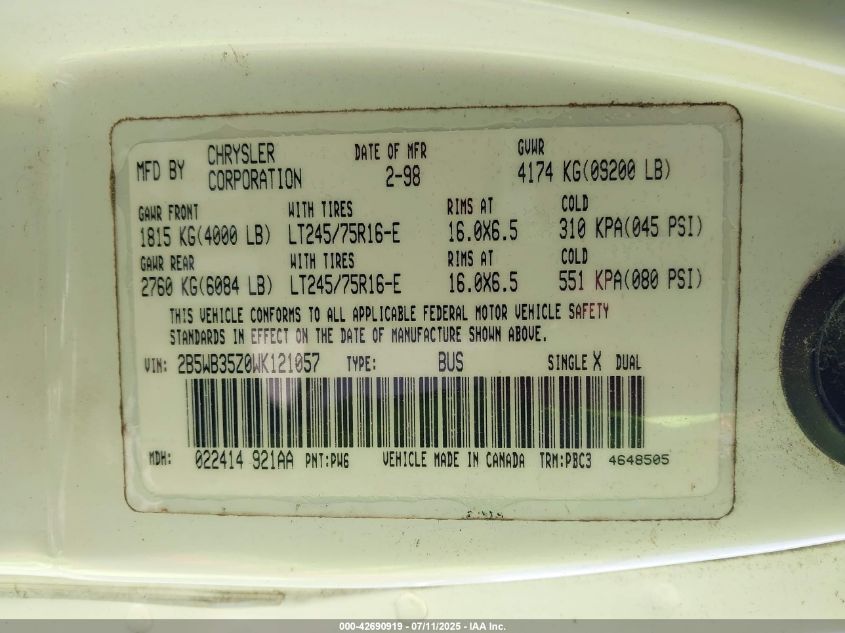 MFD BY CHRYSLER CORPORATION DATE OF MFR 2-98 GVWR 4174 KG(09200 LB)
GAWR FRONT WITH TIRES RIMS AT COLD
1815 KG(4000 LB) LT245/75R16-E 16.0X6.5 310 KPA(045 PSI)
GAWR REAR WITH TIRES RIMS AT COLD
2760 KG(6084 LB) LT245/75R16-E 16.0X6.5 551 KPA(080 PSI)
THIS VEHICLE CONFORMS TO ALL APPLICABLE FEDERAL MOTOR VEHICLE SAFETY
STANDARDS IN EFFECT ON THE DATE OF MANUFACTURE SHOWN ABOVE.
VIN: 2B5WB35Z0WK121057 TYPE: BUS SINGLE X DUAL
MDH: 022414 921AA PNT:PW6 VEHICLE MADE IN CANADA TRM:PBC3 4648505
000-42690919 - 07/11/2025 - IAA Inc.